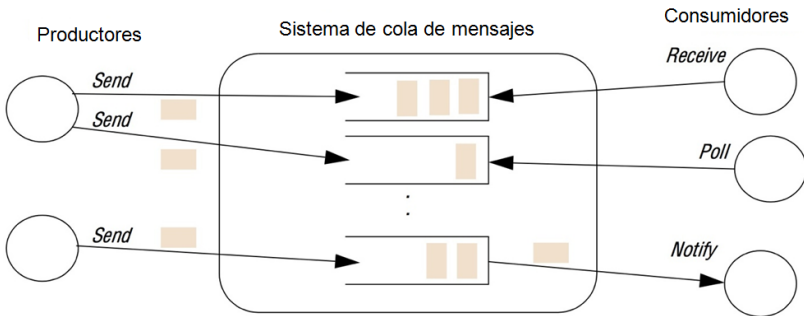 Productores
Sistema de cola de mensajes
Consumidores
Send
Receive
Send
Poll
Send
Notify